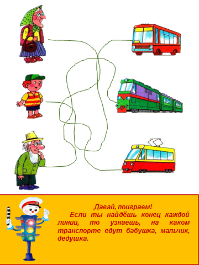 Давай, поиграем!
Если ты найдёшь конец каждой
линии, то узнаешь, на каком
транспорте едут бабушка, мальчик,
дедушка.